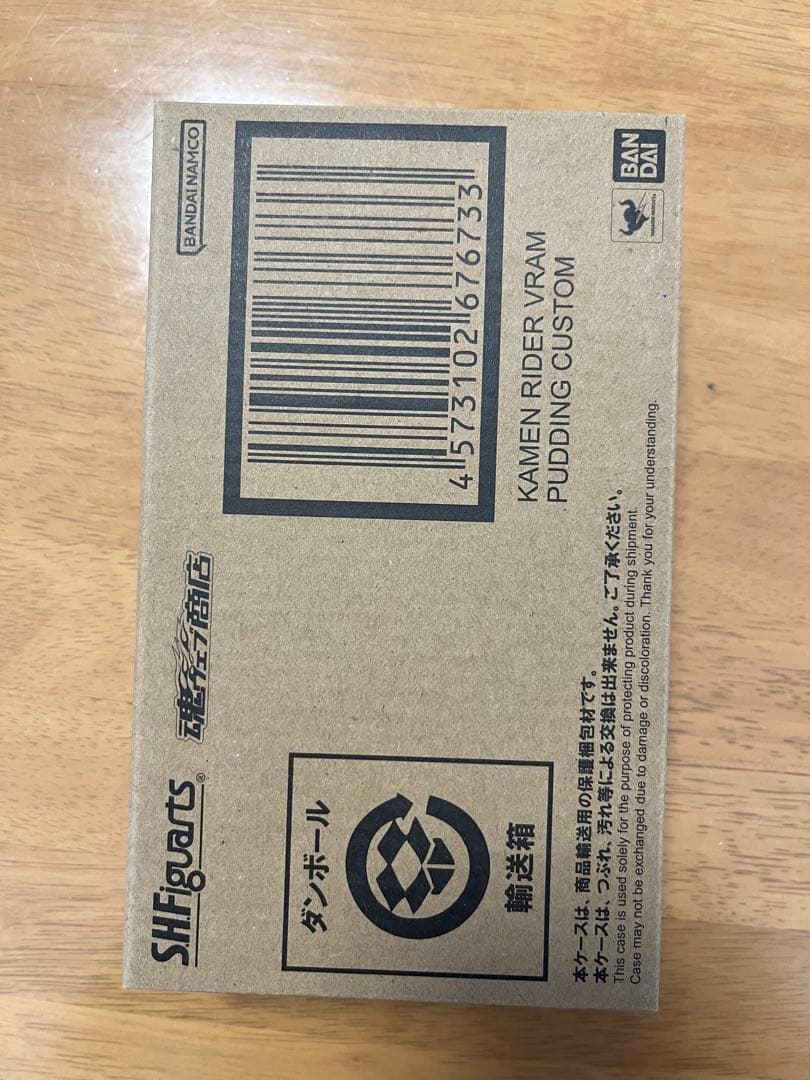 S.H.Figuarts®
魂ウェブ商店
BANDAI NAMCO
ダンボール
輸送箱
4 573102 676733
KAMEN RIDER VRAM
PUDDING CUSTOM
BAN
DAI
本ケースは、商品輸送用の保護梱包材です。
本ケースは、つぶれ、汚れ等による交換は出来ません。ご了承ください。
This case is used solely for the purpose of protecting product during shipment.
Case may not be exchanged due to damage or discoloration. Thank you for your understanding.